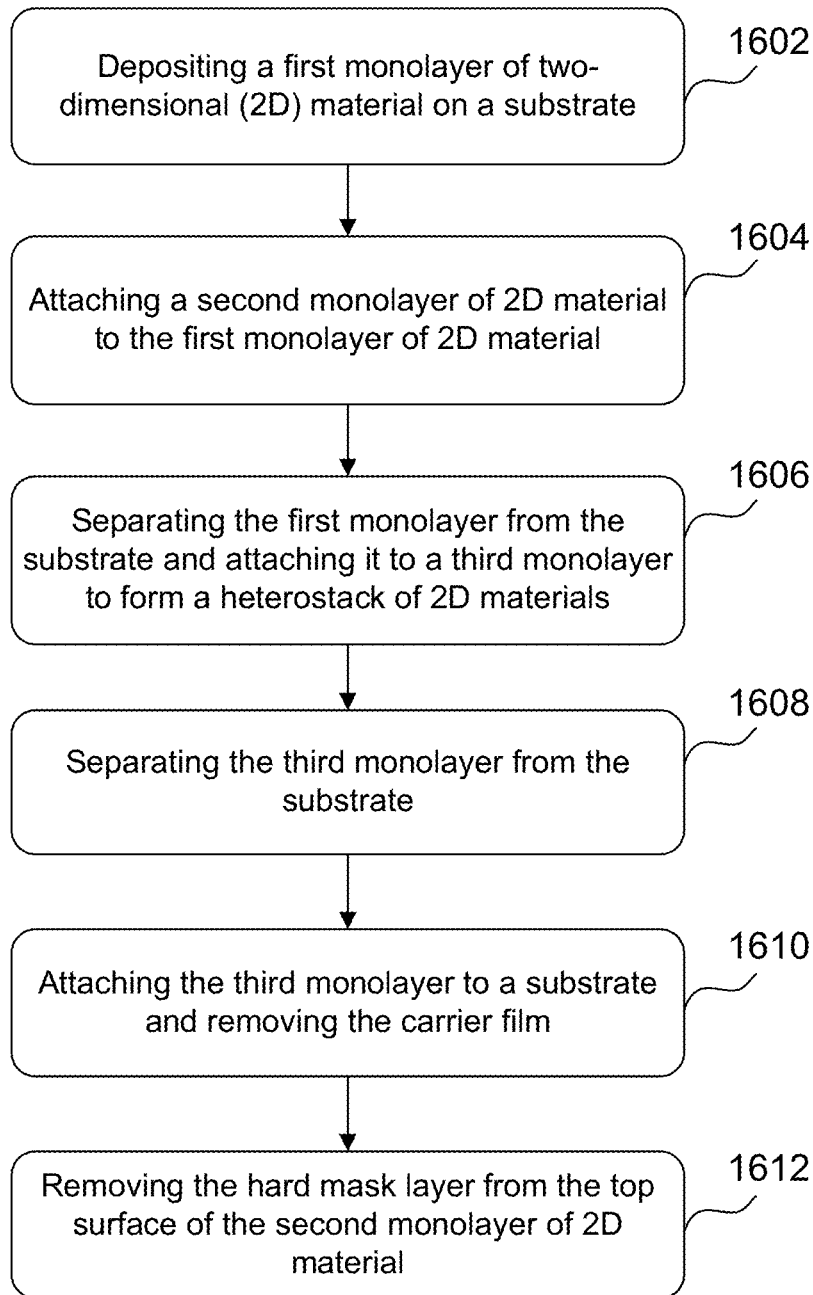 1602
Depositing a first monolayer of two-
dimensional (2D) material on a substrate
1604
Attaching a second monolayer of 2D material
to the first monolayer of 2D material
1606
Separating the first monolayer from the
substrate and attaching it to a third monolayer
to form a heterostack of 2D materials
1608
Separating the third monolayer from the
substrate
1610
Attaching the third monolayer to a substrate
and removing the carrier film
1612
Removing the hard mask layer from the top
surface of the second monolayer of 2D
material